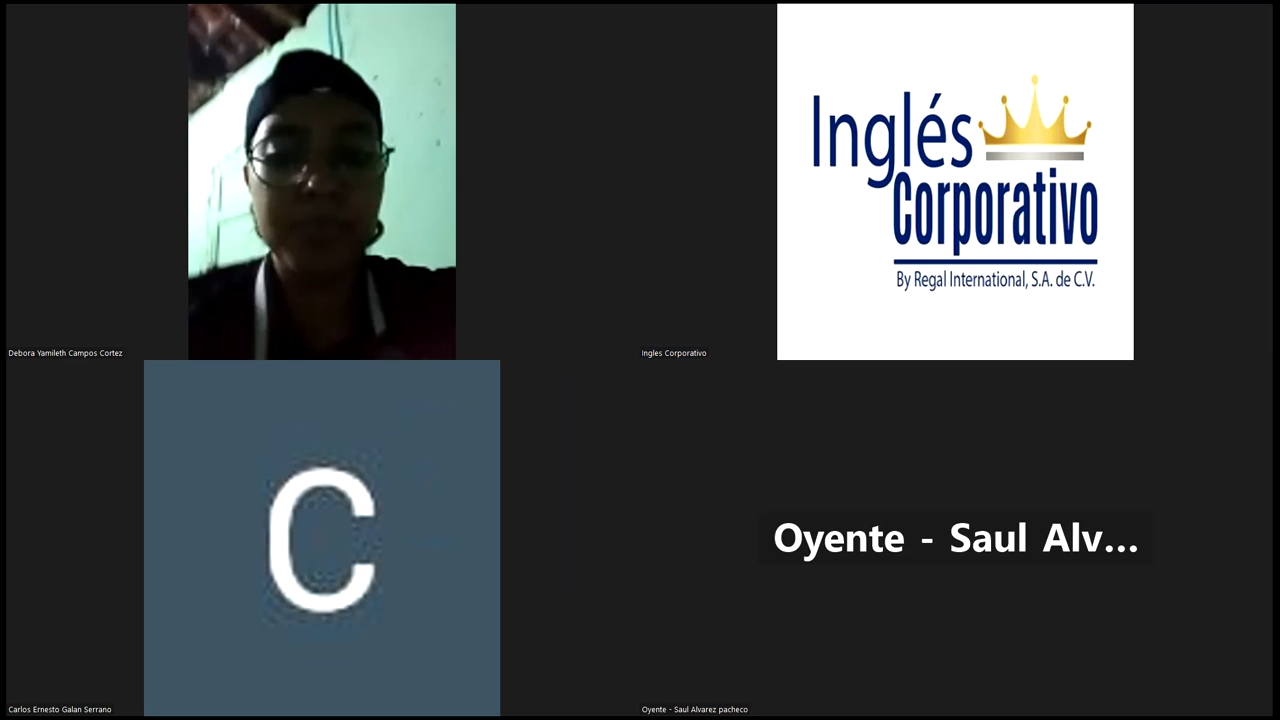 Inglés
Corporativo
By Regal International, S.A. de C.V.
Debora Yamileth Campos Cortez
Ingles Corporativo
C
Oyente - Saul Alv...
Carlos Ernesto Galan Serrano
Oyente - Saul Alvarez pacheco